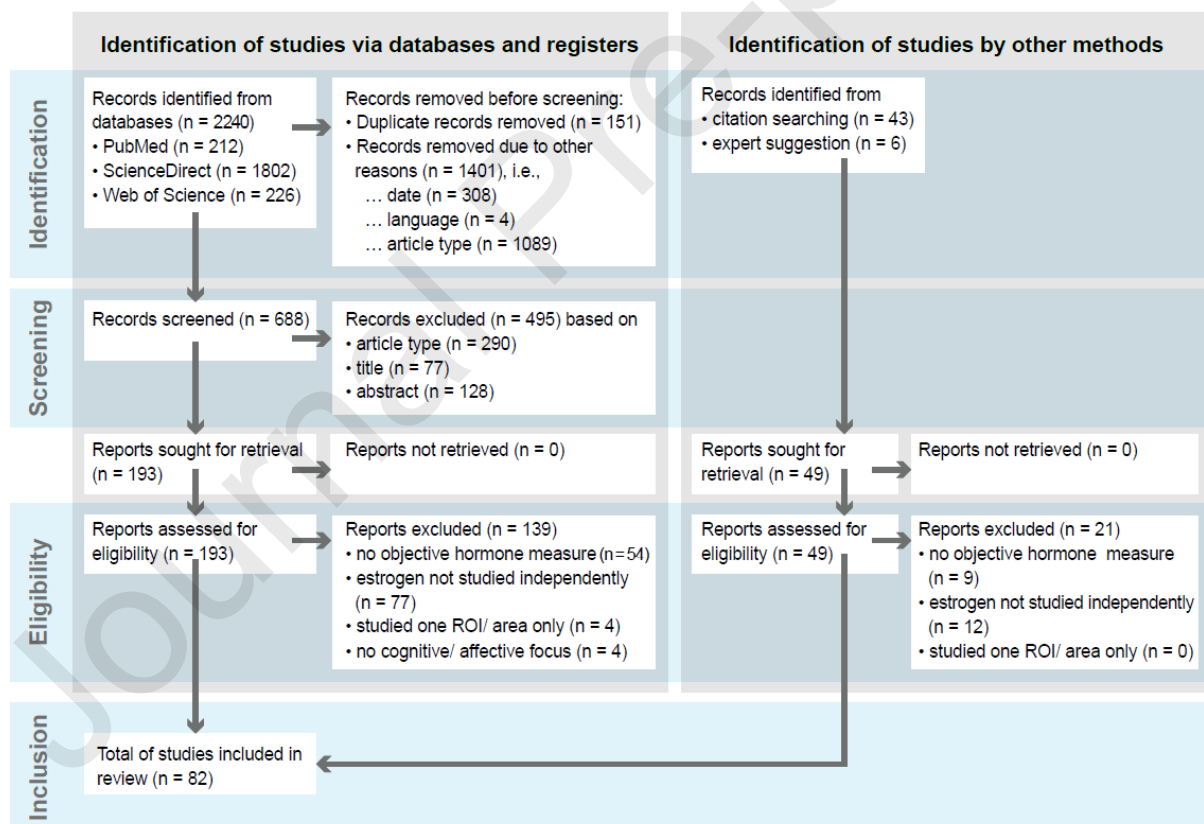 Identification of studies via databases and registers
Identification of studies by other methods
Identification
Records identified from
databases (n = 2240)
• PubMed (n = 212)
• ScienceDirect (n = 1802)
• Web of Science (n = 226)
Records removed before screening:
• Duplicate records removed (n = 151)
• Records removed due to other
reasons (n = 1401), i.e.,
… date (n = 308)
… language (n = 4)
… article type (n = 1089)
Records identified from
• citation searching (n = 43)
• expert suggestion (n = 6)
Screening
Records screened (n = 688)
Records excluded (n = 495) based on
• article type (n = 290)
• title (n = 77)
• abstract (n = 128)
Reports sought for retrieval
(n = 193)
Reports not retrieved (n = 0)
Reports sought for
retrieval (n = 49)
Reports not retrieved (n = 0)
Eligibility
Reports assessed for
eligibility (n = 193)
Reports excluded (n = 139)
• no objective hormone measure (n=54)
• estrogen not studied independently
(n = 77)
• studied one ROI/ area only (n = 4)
• no cognitive/ affective focus (n = 4)
Reports assessed for
eligibility (n = 49)
Reports excluded (n = 21)
• no objective hormone measure
(n = 9)
• estrogen not studied independently
(n = 12)
• studied one ROI/ area only (n = 0)
Inclusion
Total of studies included in
review (n = 82)
Journal Pre-p